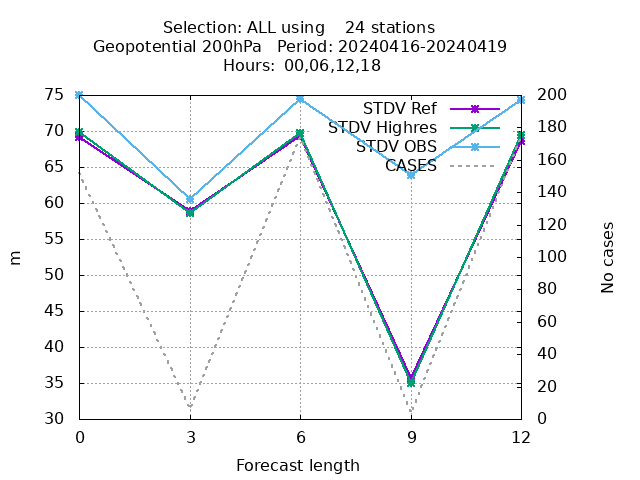 Selection: ALL using    24 stations
Geopotential 200hPa   Period: 20240416-20240419
Hours: 00,06,12,18
75
70
65
60
55
50
45
40
35
30
m
STDV Ref
STDV Highres
STDV OBS
CASES
200
180
160
140
120
100
80
60
40
20
0
No cases
0 3 6 9 12
Forecast length